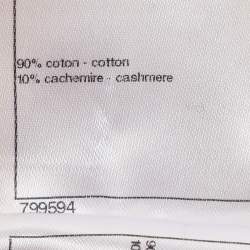 90% coton - cotton
10% cachemire - cashmere
799594